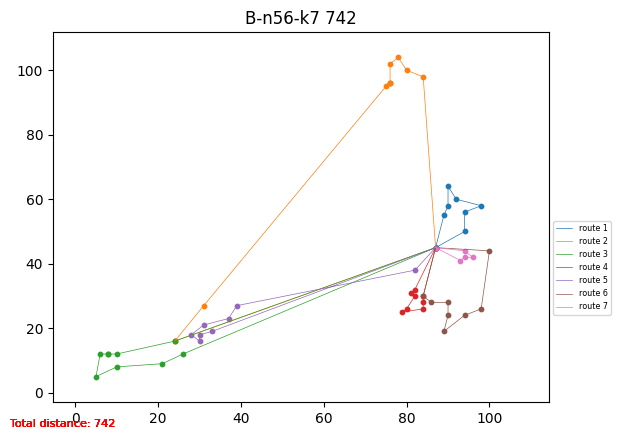 B-n56-k7 742
100
80
60
40
20
0
0
20
40
60
80
100
route 1
route 2
route 3
route 4
route 5
route 6
route 7
Total distance: 742